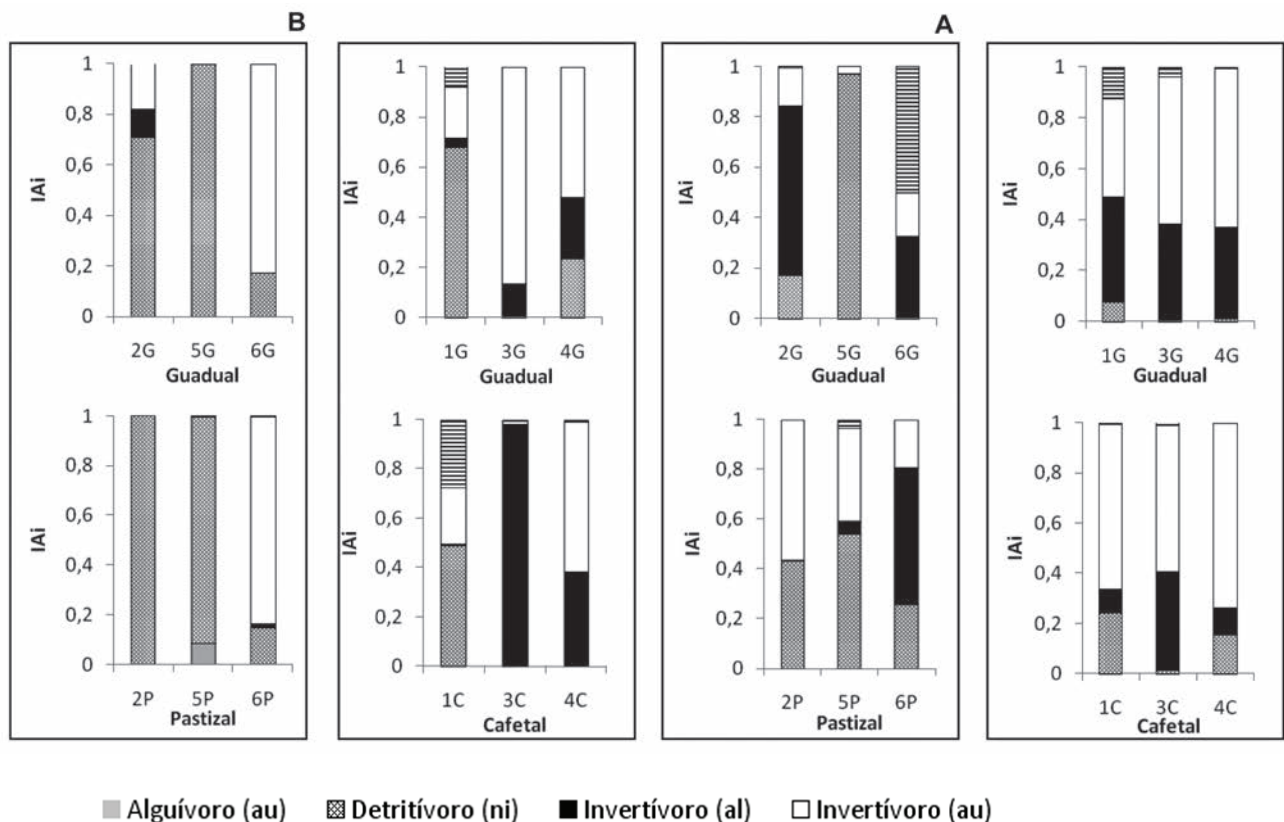 B
A
1
0,8
0,6
0,4
0,2
0
IAi
2G 5G 6G
Guadual
1
0,8
0,6
0,4
0,2
0
IAi
1G 3G 4G
Guadual
1
0,8
0,6
0,4
0,2
0
IAi
2G 5G 6G
Guadual
1
0,8
0,6
0,4
0,2
0
IAi
1G 3G 4G
Guadual
1
0,8
0,6
0,4
0,2
0
IAi
2P 5P 6P
Pastizal
1
0,8
0,6
0,4
0,2
0
IAi
1C 3C 4C
Cafetal
1
0,8
0,6
0,4
0,2
0
IAi
2P 5P 6P
Pastizal
1
0,8
0,6
0,4
0,2
0
IAi
1C 3C 4C
Cafetal
Alguívoro (au) Detritívoro (ni) Invertívoro (al) Invertívoro (au)